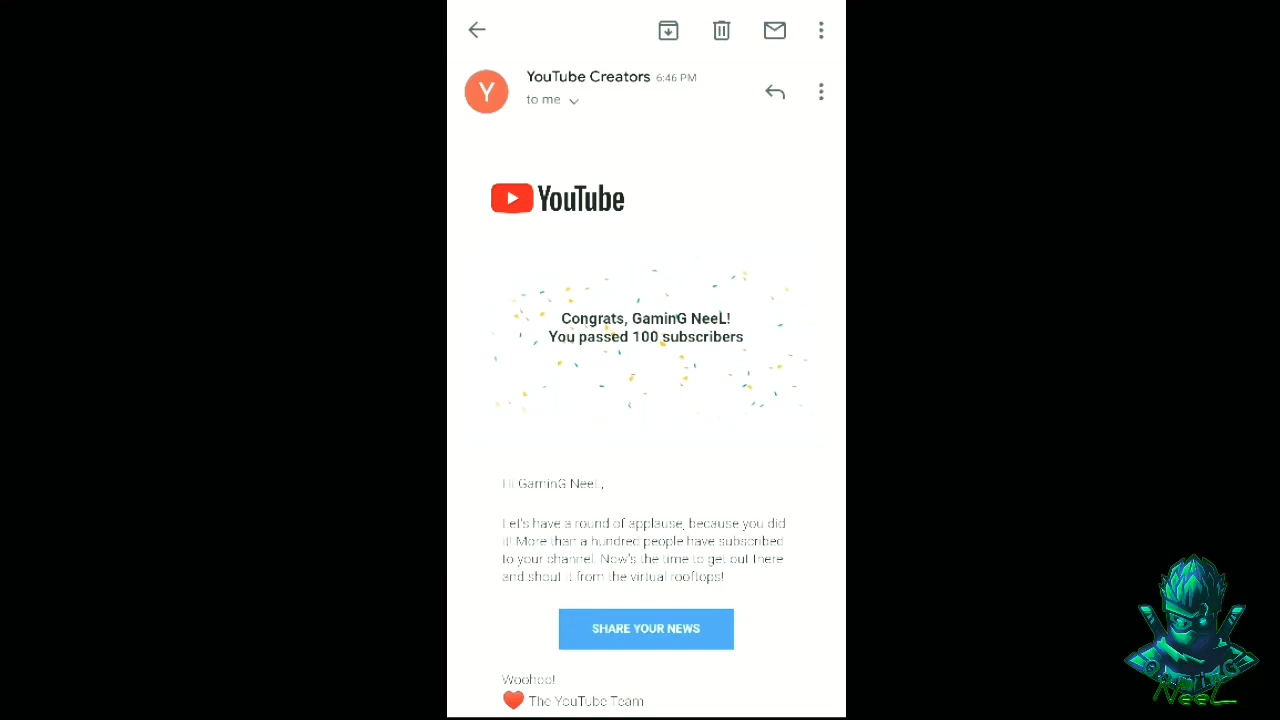 YouTube Creators 6:46 PM
to me
Y
YouTube
Congrats, GaminG NeeL!
You passed 100 subscribers
Hi GaminG NeeL,
Let's have a round of applause, because you did
it! More than a hundred people have subscribed
to your channel. Now's the time to get out there
and shout it from the virtual rooftops!
SHARE YOUR NEWS
Woohoo!
The YouTube Team
GAMING
NeeL